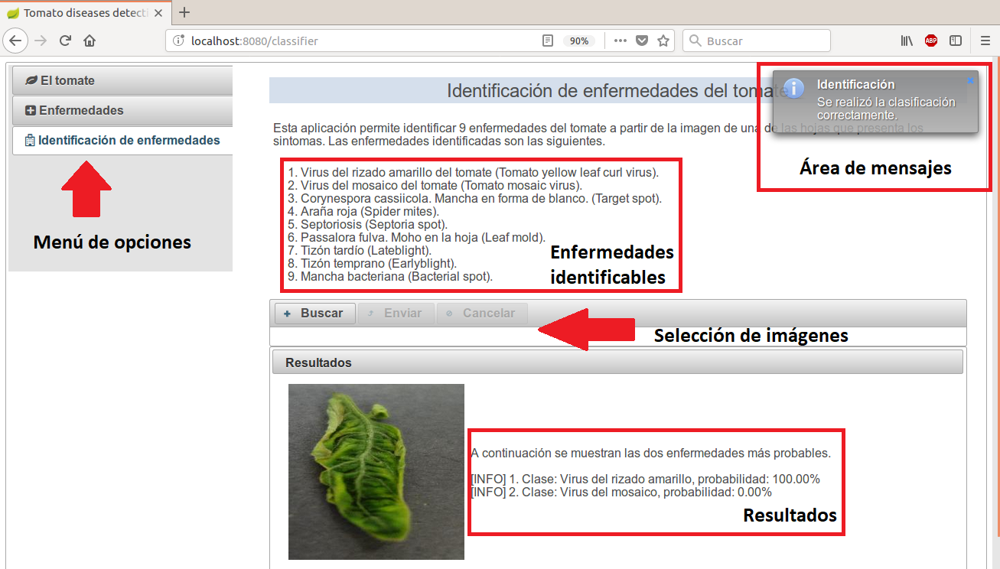 Tomato diseases detecti
localhost:8080/classifier
90%
Buscar
ABP
El tomate
Enfermedades
Identificación de enfermedades
Menú de opciones
Identificación de enfermedades del tomate
Identificación
Se realizó la clasificación
correctamente.
Área de mensajes
Esta aplicación permite identificar 9 enfermedades del tomate a partir de la imagen de una de las hojas que presenta los
sintomas. Las enfermedades identificadas son las siguientes.
1. Virus del rizado amarillo del tomate (Tomato yellow leaf curl virus).
2. Virus del mosaico del tomate (Tomato mosaic virus).
3. Corynespora cassiicola. Mancha en forma de blanco. (Target spot).
4. Araña roja (Spider mites).
5. Septoriosis (Septoria spot).
6. Passalora fulva. Moho en la hoja (Leaf mold).
7. Tizón tardío (Lateblight).
8. Tizón temprano (Earlyblight).
9. Mancha bacteriana (Bacterial spot).
Enfermedades
identificables
Buscar
Enviar
Cancelar
Selección de imágenes
Resultados
A continuación se muestran las dos enfermedades más probables.
[INFO] 1. Clase: Virus del rizado amarillo, probabilidad: 100.00%
[INFO] 2. Clase: Virus del mosaico, probabilidad: 0.00%
Resultados